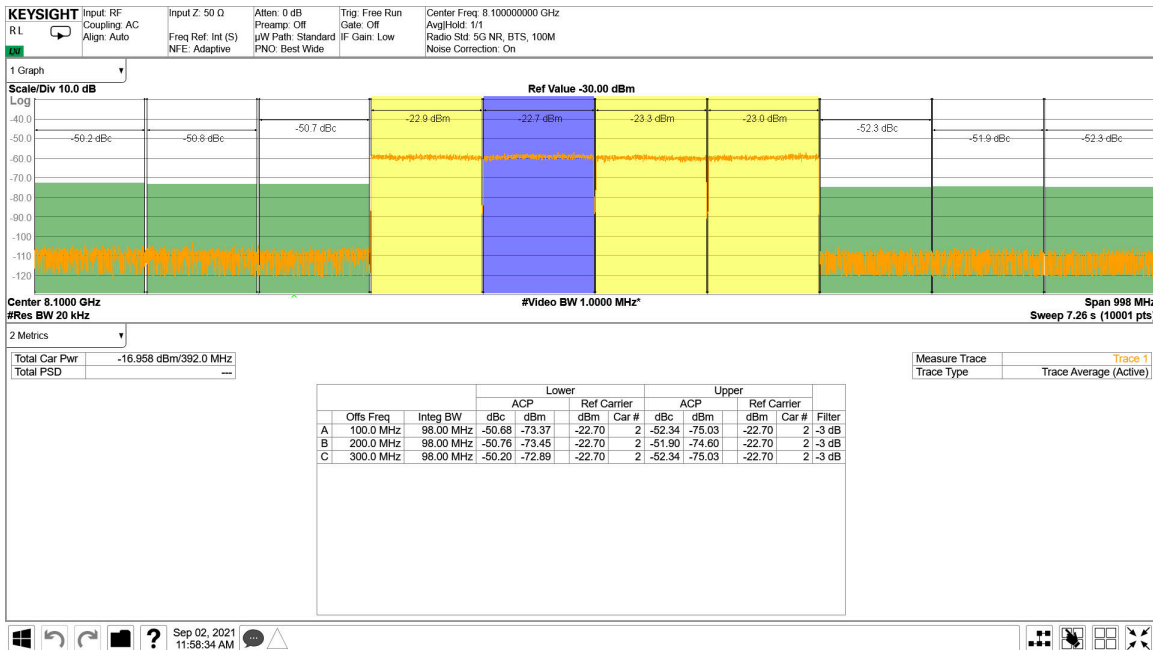 KEYSIGHT Input: RF Input Z: 50 Ω Atten: 0 dB Trig: Free Run Center Freq: 8.100000000 GHz
RL Coupling: AC Preamp: Off Gate: Off Avg|Hold: 1/1
Align: Auto Freq Ref: Int (S) µW Path: Standard IF Gain: Low Radio Std: 5G NR, BTS, 100M
LXI NFE: Adaptive PNO: Best Wide Noise Correction: On
1 Graph
Scale/Div 10.0 dB Ref Value -30.00 dBm
Log
-40.0 -22.9 dBm -22.7 dBm -23.3 dBm -23.0 dBm
-50.7 dBc -52.3 dBc
-50.0 -50.2 dBc -50.8 dBc -51.9 dBc -52.3 dBc
-60.0
-70.0
-80.0
-90.0
-100
-110
-120
Center 8.1000 GHz #Video BW 1.0000 MHz* Span 998 MHz
#Res BW 20 kHz Sweep 7.26 s (10001 pts)
2 Metrics
Total Car Pwr -16.958 dBm/392.0 MHz Measure Trace Trace 1
Total PSD --- Trace Type Trace Average (Active)
Lower Upper
ACP Ref Carrier ACP Ref Carrier
Offs Freq Integ BW dBc dBm dBm Car # dBc dBm dBm Car # Filter
A 100.0 MHz 98.00 MHz -50.68 -73.37 -22.70 2 -52.34 -75.03 -22.70 2 -3 dB
B 200.0 MHz 98.00 MHz -50.76 -73.45 -22.70 2 -51.90 -74.60 -22.70 2 -3 dB
C 300.0 MHz 98.00 MHz -50.20 -72.89 -22.70 2 -52.34 -75.03 -22.70 2 -3 dB
? Sep 02, 2021
11:58:34 AM